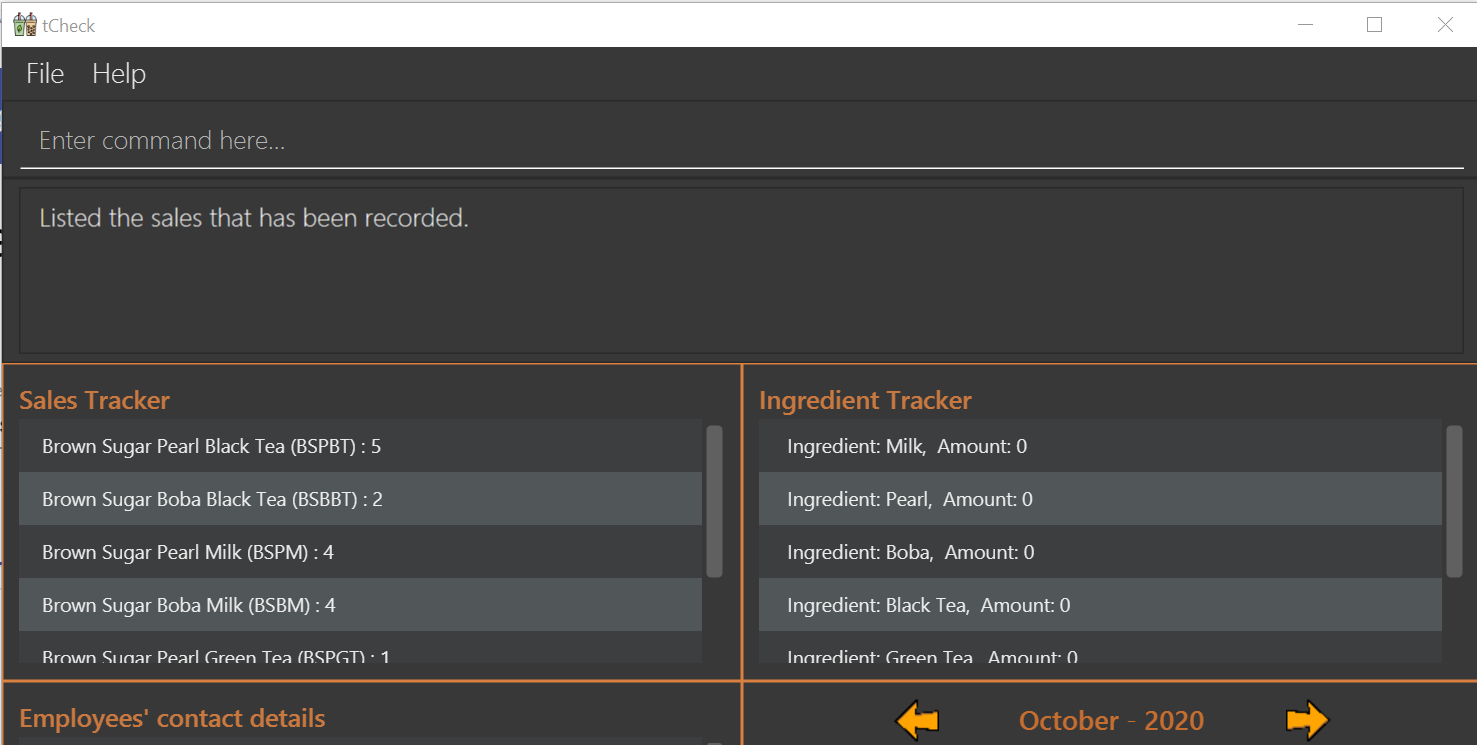 tCheck
File Help
Enter command here...
Listed the sales that has been recorded.
Sales Tracker
Brown Sugar Pearl Black Tea (BSPBT) : 5
Brown Sugar Boba Black Tea (BSBBT) : 2
Brown Sugar Pearl Milk (BSPM) : 4
Brown Sugar Boba Milk (BSBM) : 4
Brown Sugar Pearl Green Tea (BSPGT) : 1
Ingredient Tracker
Ingredient: Milk,  Amount: 0
Ingredient: Pearl,  Amount: 0
Ingredient: Boba,  Amount: 0
Ingredient: Black Tea,  Amount: 0
Ingredient: Green Tea,  Amount: 0
Employees' contact details
October - 2020